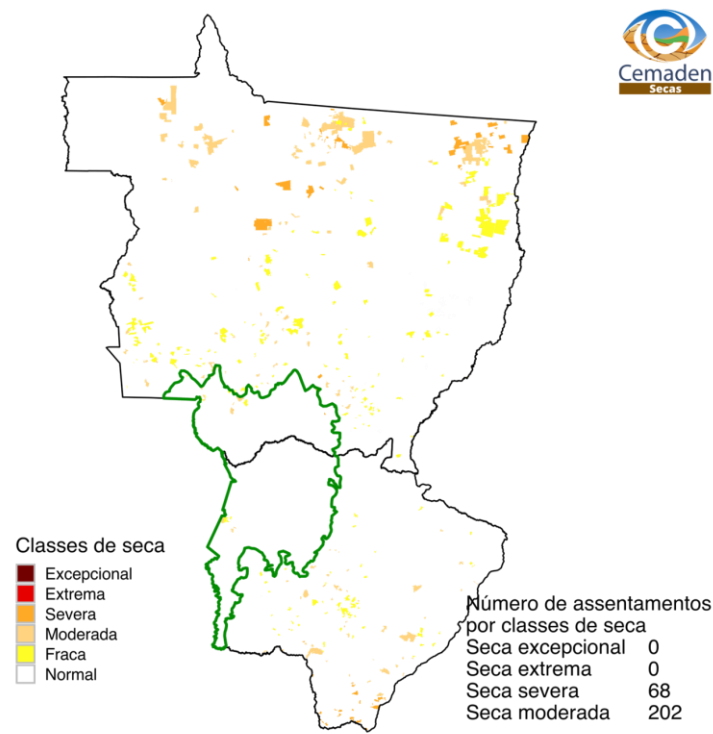 Cemaden
Secas
Classes de seca
Excepcional
Extrema
Severa
Moderada
Fraca
Normal
Número de assentamentos
por classes de seca
Seca excepcional 0
Seca extrema 0
Seca severa 68
Seca moderada 202